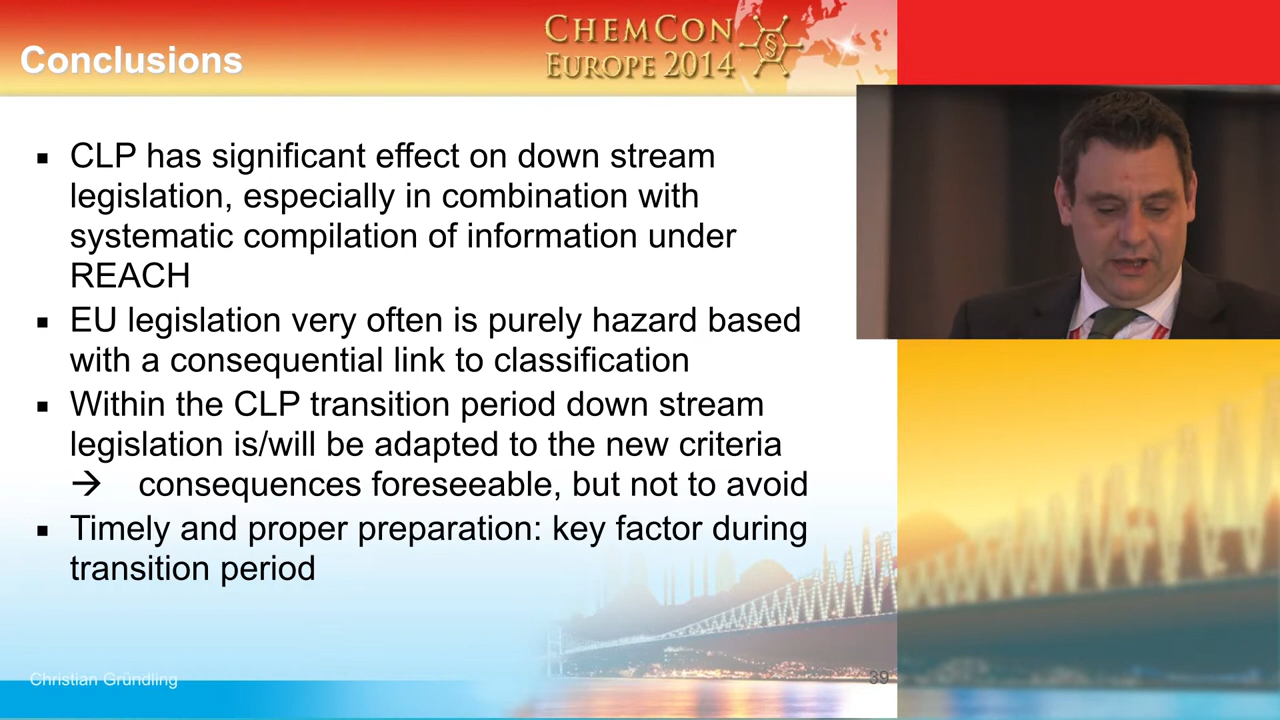 Conclusions
CHEMCON
EUROPE 2014
§
▪ CLP has significant effect on down stream
legislation, especially in combination with
systematic compilation of information under
REACH
▪ EU legislation very often is purely hazard based
with a consequential link to classification
▪ Within the CLP transition period down stream
legislation is/will be adapted to the new criteria
→ consequences foreseeable, but not to avoid
▪ Timely and proper preparation: key factor during
transition period
Christian Gründling
39